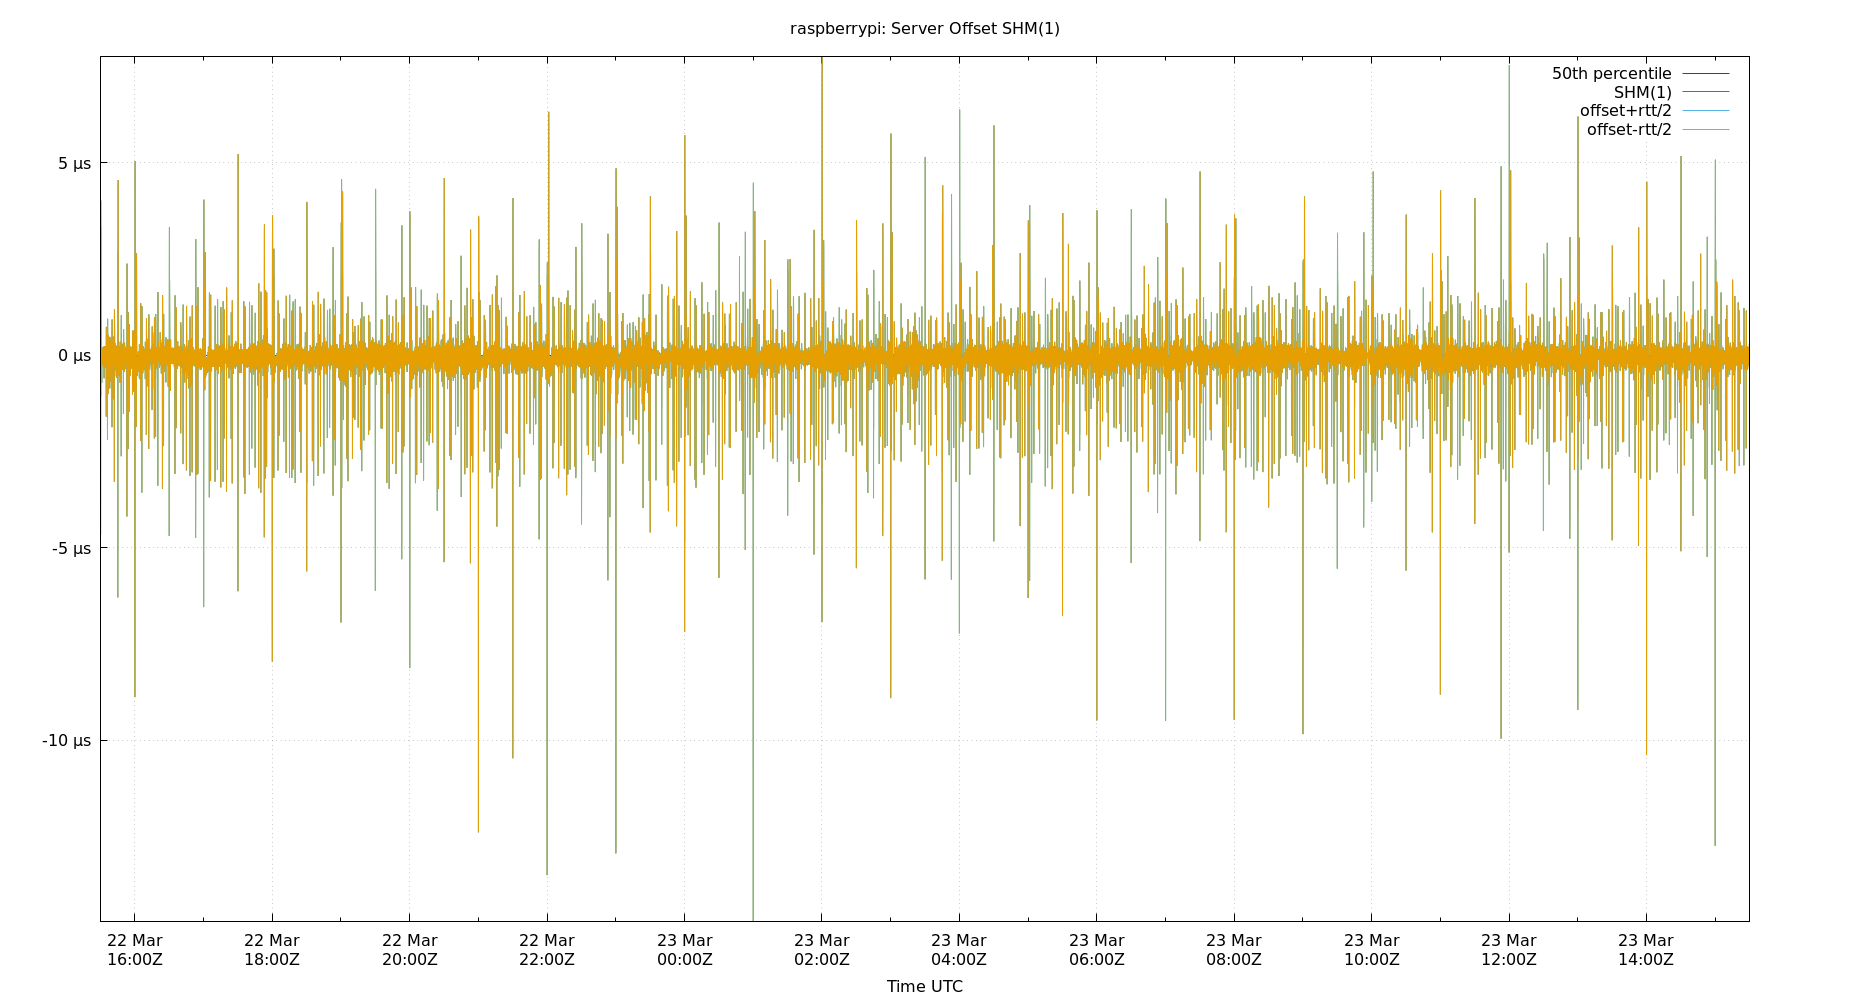 raspberrypi: Server Offset SHM(1)
50th percentile
SHM(1)
offset+rtt/2
offset-rtt/2
5 µs
0 µs
-5 µs
-10 µs
22 Mar 22 Mar 22 Mar 22 Mar 23 Mar 23 Mar 23 Mar 23 Mar 23 Mar 23 Mar 23 Mar 23 Mar
16:00Z 18:00Z 20:00Z 22:00Z 00:00Z 02:00Z 04:00Z 06:00Z 08:00Z 10:00Z 12:00Z 14:00Z
Time UTC